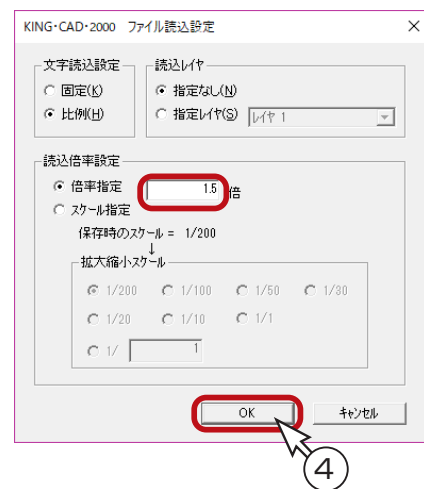 KING・CAD・2000 ファイル読込設定
文字読込設定
固定(K)
比例(H)
読込レイヤ
指定なし(N)
指定レイヤ(S)
レイヤ 1
読込倍率設定
倍率指定 1.5 倍
スケール指定
保存時のスケール = 1/200
↓
拡大縮小スケール
1/200 1/100 1/50 1/30
1/20 1/10 1/1
1/ 1
OK キャンセル
4